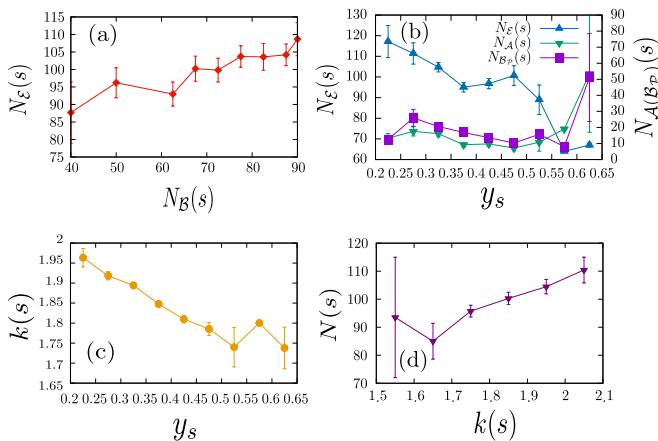 115
110
105
100
95
90
85
80
75
40
50
60
70
80
90
N_ℰ(s)
N_ℬ(s)
(a)
130
120
110
100
90
80
70
60
0.2 0.25 0.3 0.35 0.4 0.45 0.5 0.55 0.6 0.65
90
80
70
60
50
40
30
20
10
0
N_ℰ(s)
y_s
N_𝒜(ℬ_𝒫)(s)
(b)
N_ℰ(s)
N_𝒜(s)
N_ℬ_𝒫(s)
2
1.95
1.9
1.85
1.8
1.75
1.7
1.65
0.2 0.25 0.3 0.35 0.4 0.45 0.5 0.55 0.6 0.65
k(s)
y_s
(c)
120
110
100
90
80
70
1.5 1.6 1.7 1.8 1.9 2 2.1
N(s)
k(s)
(d)